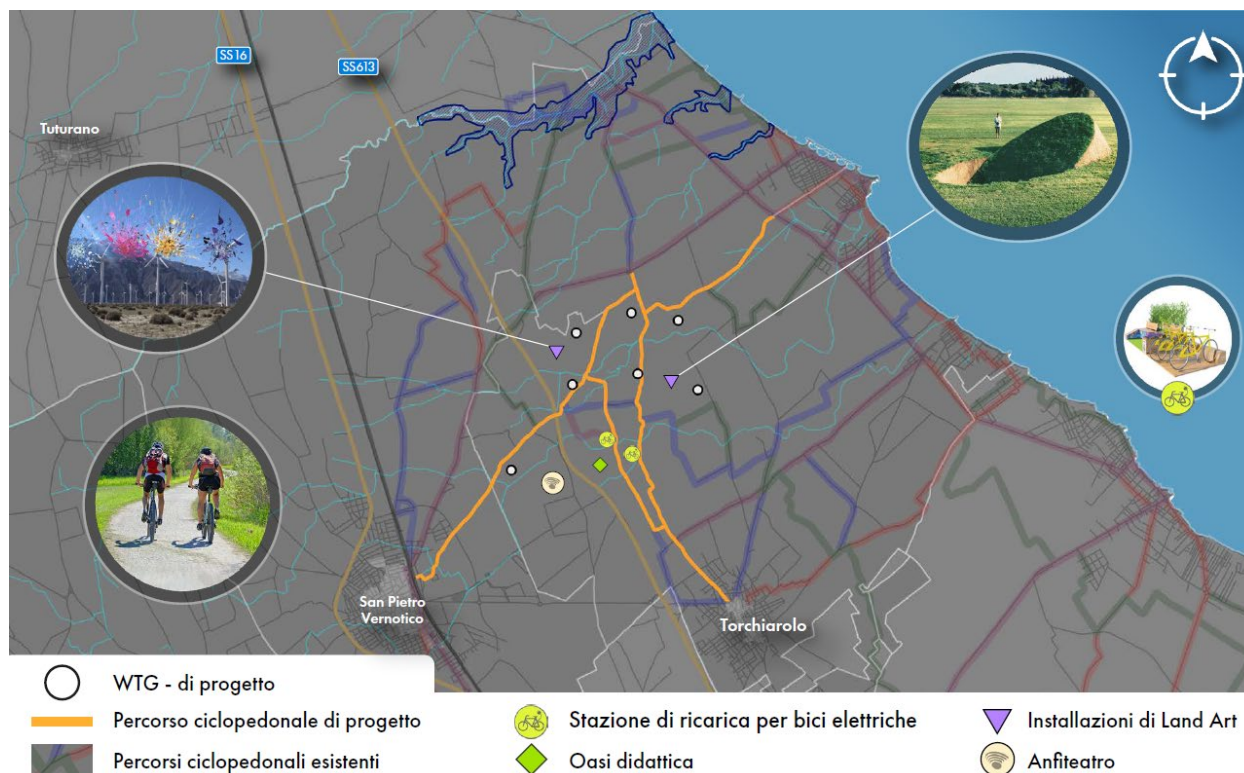 SS16
SS613
Tuturano
San Pietro
Vernotico
Torchiarolo
WTG - di progetto
Percorso ciclopedonale di progetto
Percorsi ciclopedonali esistenti
Stazione di ricarica per bici elettriche
Oasi didattica
Installazioni di Land Art
Anfiteatro